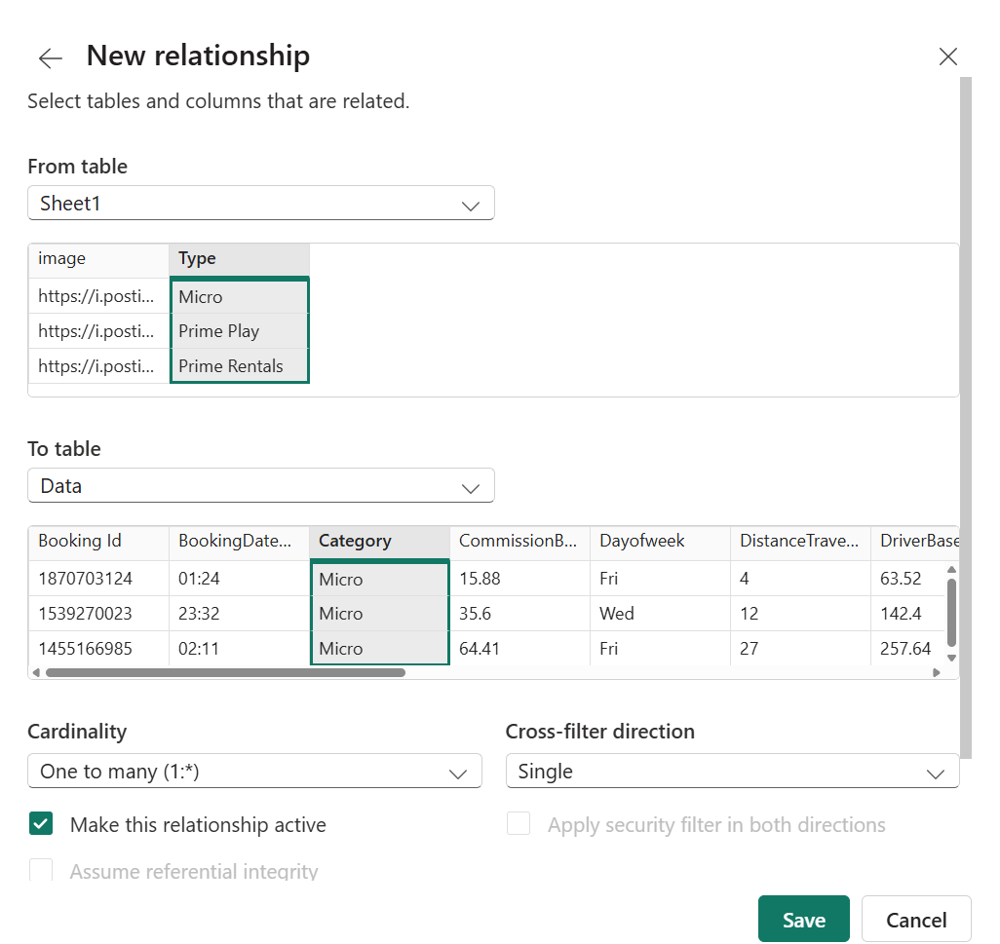 New relationship
Select tables and columns that are related.
From table
Sheet1
image Type
https://i.posti... Micro
https://i.posti... Prime Play
https://i.posti... Prime Rentals
To table
Data
Booking Id BookingDate... Category CommissionB... Dayofweek DistanceTrave... DriverBase
1870703124 01:24 Micro 15.88 Fri 4 63.52
1539270023 23:32 Micro 35.6 Wed 12 142.4
1455166985 02:11 Micro 64.41 Fri 27 257.64
Cardinality Cross-filter direction
One to many (1:*) Single
Make this relationship active Apply security filter in both directions
Assume referential integrity
Save Cancel